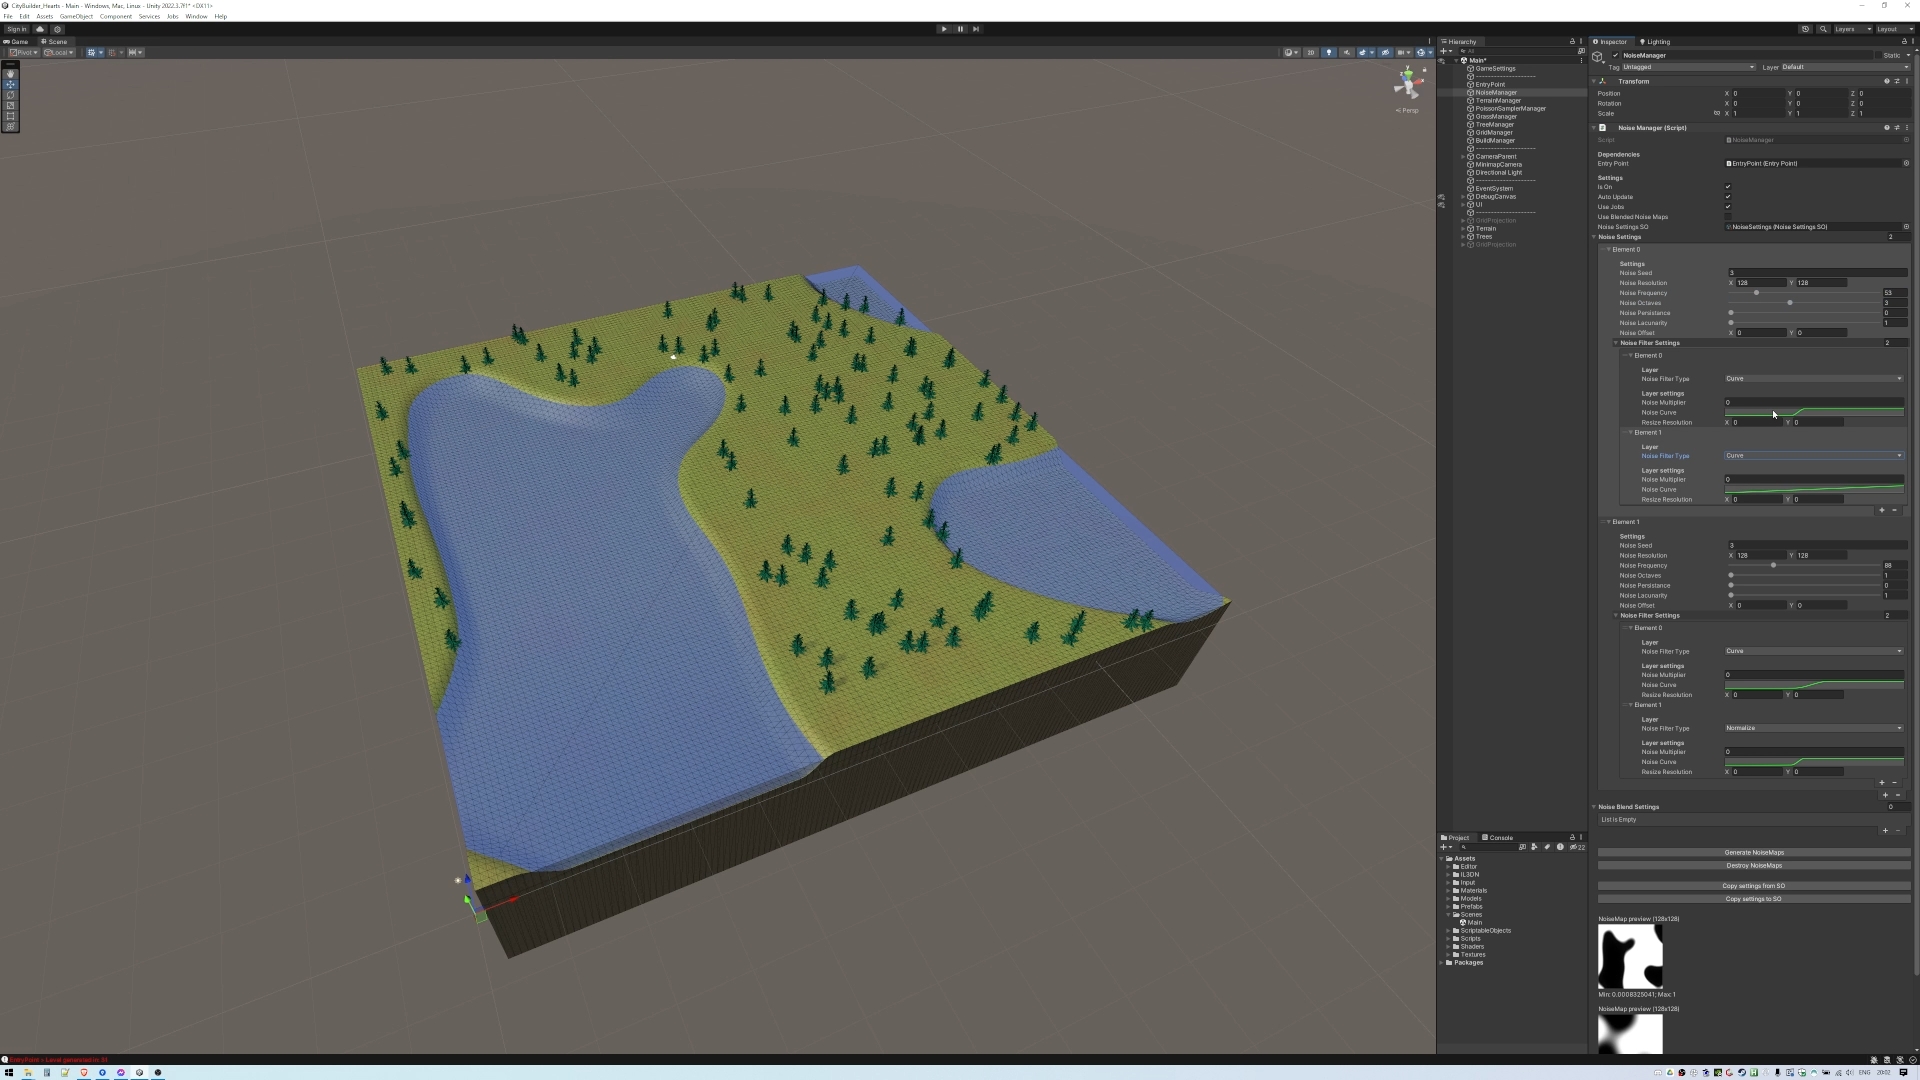 CityBuilder_Hearts - Main - Windows, Mac, Linux - Unity 2022.3.7f1* <DX11>
File Edit Assets GameObject Component Services Jobs Window Help
Sign in
Layers Layout
Game Scene
Pivot Local
2D
y
x
z
< Persp
Hierarchy
All
Main*
GameSettings
--------------------
EntryPoint
NoiseManager
TerrainManager
PoissonSamplerManager
GrassManager
TreeManager
GridManager
BuildManager
--------------------
CameraParent
MinimapCamera
Directional Light
--------------------
EventSystem
DebugCanvas
UI
--------------------
GridProjection
Terrain
Trees
GridProjection
Project Console
22
Assets
Editor
IL3DN
Input
Materials
Models
Prefabs
Scenes
Main
ScriptableObjects
Scripts
Shaders
Textures
Packages
Inspector Lighting
NoiseManager Static
Tag Untagged Layer Default
Transform
Position X 0 Y 0 Z 0
Rotation X 0 Y 0 Z 0
Scale X 1 Y 1 Z 1
Noise Manager (Script)
Script NoiseManager
Dependencies
Entry Point EntryPoint (Entry Point)
Settings
Is On
Auto Update
Use Jobs
Use Blended Noise Maps
Noise Settings SO NoiseSettings (Noise Settings SO)
Noise Settings 2
Element 0
Settings
Noise Seed 3
Noise Resolution X 128 Y 128
Noise Frequency 53
Noise Octaves 3
Noise Persistance 0
Noise Lacunarity 1
Noise Offset X 0 Y 0
Noise Filter Settings 2
Element 0
Layer
Noise Filter Type Curve
Layer settings
Noise Multiplier 0
Noise Curve
Resize Resolution X 0 Y 0
Element 1
Layer
Noise Filter Type Curve
Layer settings
Noise Multiplier 0
Noise Curve
Resize Resolution X 0 Y 0
Element 1
Settings
Noise Seed 3
Noise Resolution X 128 Y 128
Noise Frequency 88
Noise Octaves 1
Noise Persistance 0
Noise Lacunarity 1
Noise Offset X 0 Y 0
Noise Filter Settings 2
Element 0
Layer
Noise Filter Type Curve
Layer settings
Noise Multiplier 0
Noise Curve
Resize Resolution X 0 Y 0
Element 1
Layer
Noise Filter Type Normalize
Layer settings
Noise Multiplier 0
Noise Curve
Resize Resolution X 0 Y 0
Noise Blend Settings 0
List is Empty
Generate NoiseMaps
Destroy NoiseMaps
Copy settings from SO
Copy settings to SO
NoiseMap preview (128x128)
Min: 0.0008325041; Max: 1
NoiseMap preview (128x128)
EntryPoint > Level generated in: 51
ENG 20:02